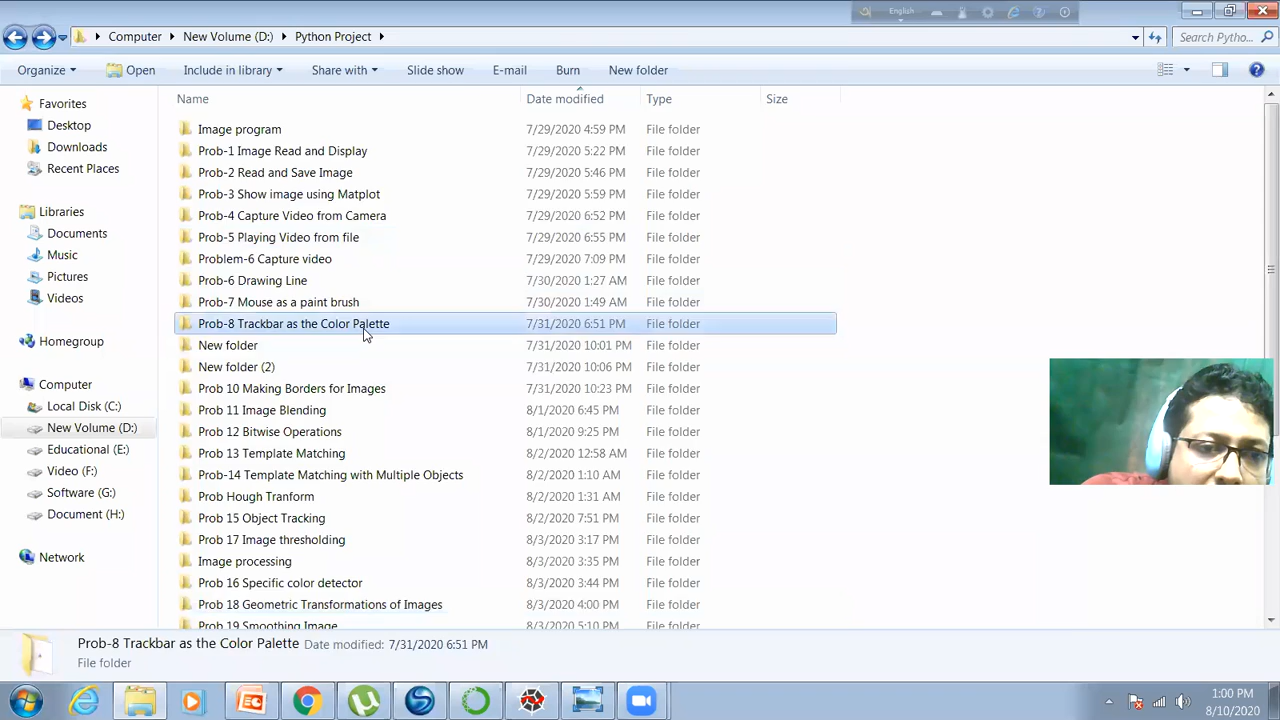 English
Computer
New Volume (D:)
Python Project
Search Pytho...
Organize
Open
Include in library
Share with
Slide show
E-mail
Burn
New folder
Name
Date modified
Type
Size
Favorites
Desktop
Downloads
Recent Places
Libraries
Documents
Music
Pictures
Videos
Homegroup
Computer
Local Disk (C:)
New Volume (D:)
Educational (E:)
Video (F:)
Software (G:)
Document (H:)
Network
Image program 7/29/2020 4:59 PM File folder
Prob-1 Image Read and Display 7/29/2020 5:22 PM File folder
Prob-2 Read and Save Image 7/29/2020 5:46 PM File folder
Prob-3 Show image using Matplot 7/29/2020 5:59 PM File folder
Prob-4 Capture Video from Camera 7/29/2020 6:52 PM File folder
Prob-5 Playing Video from file 7/29/2020 6:55 PM File folder
Problem-6 Capture video 7/29/2020 7:09 PM File folder
Prob-6 Drawing Line 7/30/2020 1:27 AM File folder
Prob-7 Mouse as a paint brush 7/30/2020 1:49 AM File folder
Prob-8 Trackbar as the Color Palette 7/31/2020 6:51 PM File folder
New folder 7/31/2020 10:01 PM File folder
New folder (2) 7/31/2020 10:06 PM File folder
Prob 10 Making Borders for Images 7/31/2020 10:23 PM File folder
Prob 11 Image Blending 8/1/2020 6:45 PM File folder
Prob 12 Bitwise Operations 8/1/2020 9:25 PM File folder
Prob 13 Template Matching 8/2/2020 12:58 AM File folder
Prob-14 Template Matching with Multiple Objects 8/2/2020 1:10 AM File folder
Prob Hough Tranform 8/2/2020 1:31 AM File folder
Prob 15 Object Tracking 8/2/2020 7:51 PM File folder
Prob 17 Image thresholding 8/3/2020 3:17 PM File folder
Image processing 8/3/2020 3:35 PM File folder
Prob 16 Specific color detector 8/3/2020 3:44 PM File folder
Prob 18 Geometric Transformations of Images 8/3/2020 4:00 PM File folder
Prob 19 Smoothing Image 8/3/2020 5:10 PM File folder
Prob-8 Trackbar as the Color Palette Date modified: 7/31/2020 6:51 PM
File folder
1:00 PM
8/10/2020